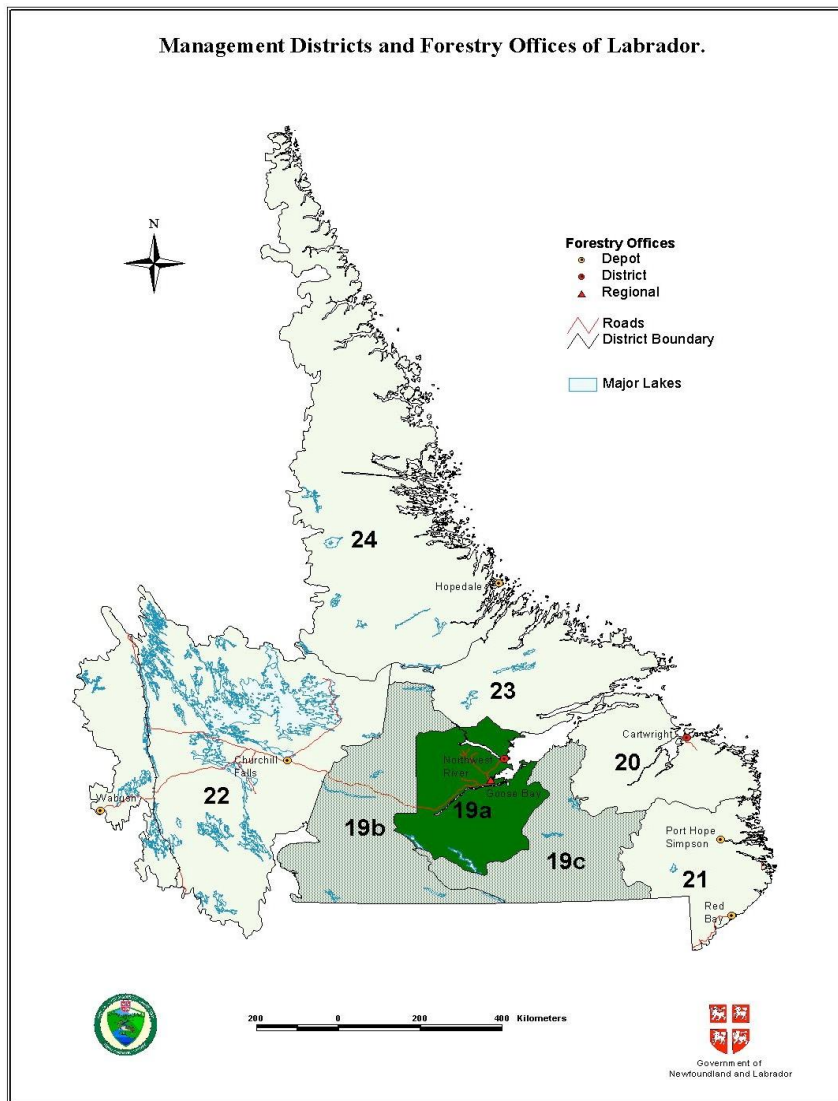 Management Districts and Forestry Offices of Labrador.
N
Forestry Offices
Depot
District
Regional
Roads
District Boundary
Major Lakes
24
Hopedale
23
Cartwright
20
Northwest
River
Goose Bay
19a
Churchill
Falls
Wabush
22
19b
19c
Port Hope
Simpson
21
Red
Bay
200 0 200 400 Kilometers
Government of
Newfoundland and Labrador